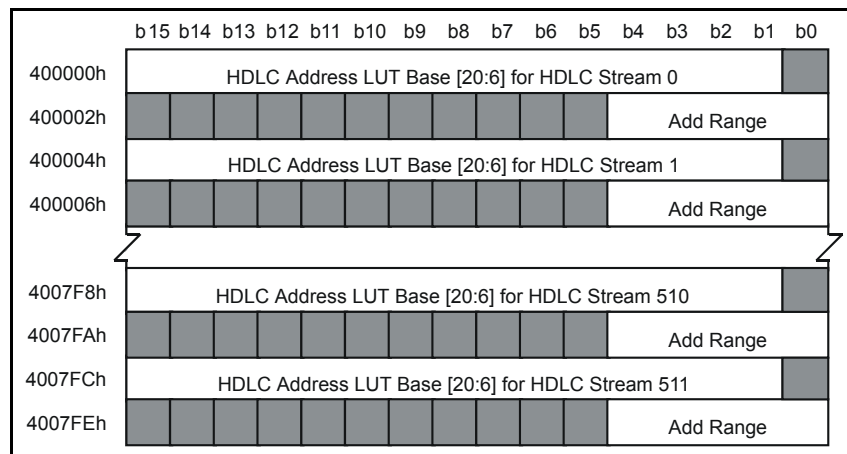 b15 b14 b13 b12 b11 b10 b9 b8 b7 b6 b5 b4 b3 b2 b1 b0
400000h HDLC Address LUT Base [20:6] for HDLC Stream 0
400002h Add Range
400004h HDLC Address LUT Base [20:6] for HDLC Stream 1
400006h Add Range
4007F8h HDLC Address LUT Base [20:6] for HDLC Stream 510
4007FAh Add Range
4007FCh HDLC Address LUT Base [20:6] for HDLC Stream 511
4007FEh Add Range